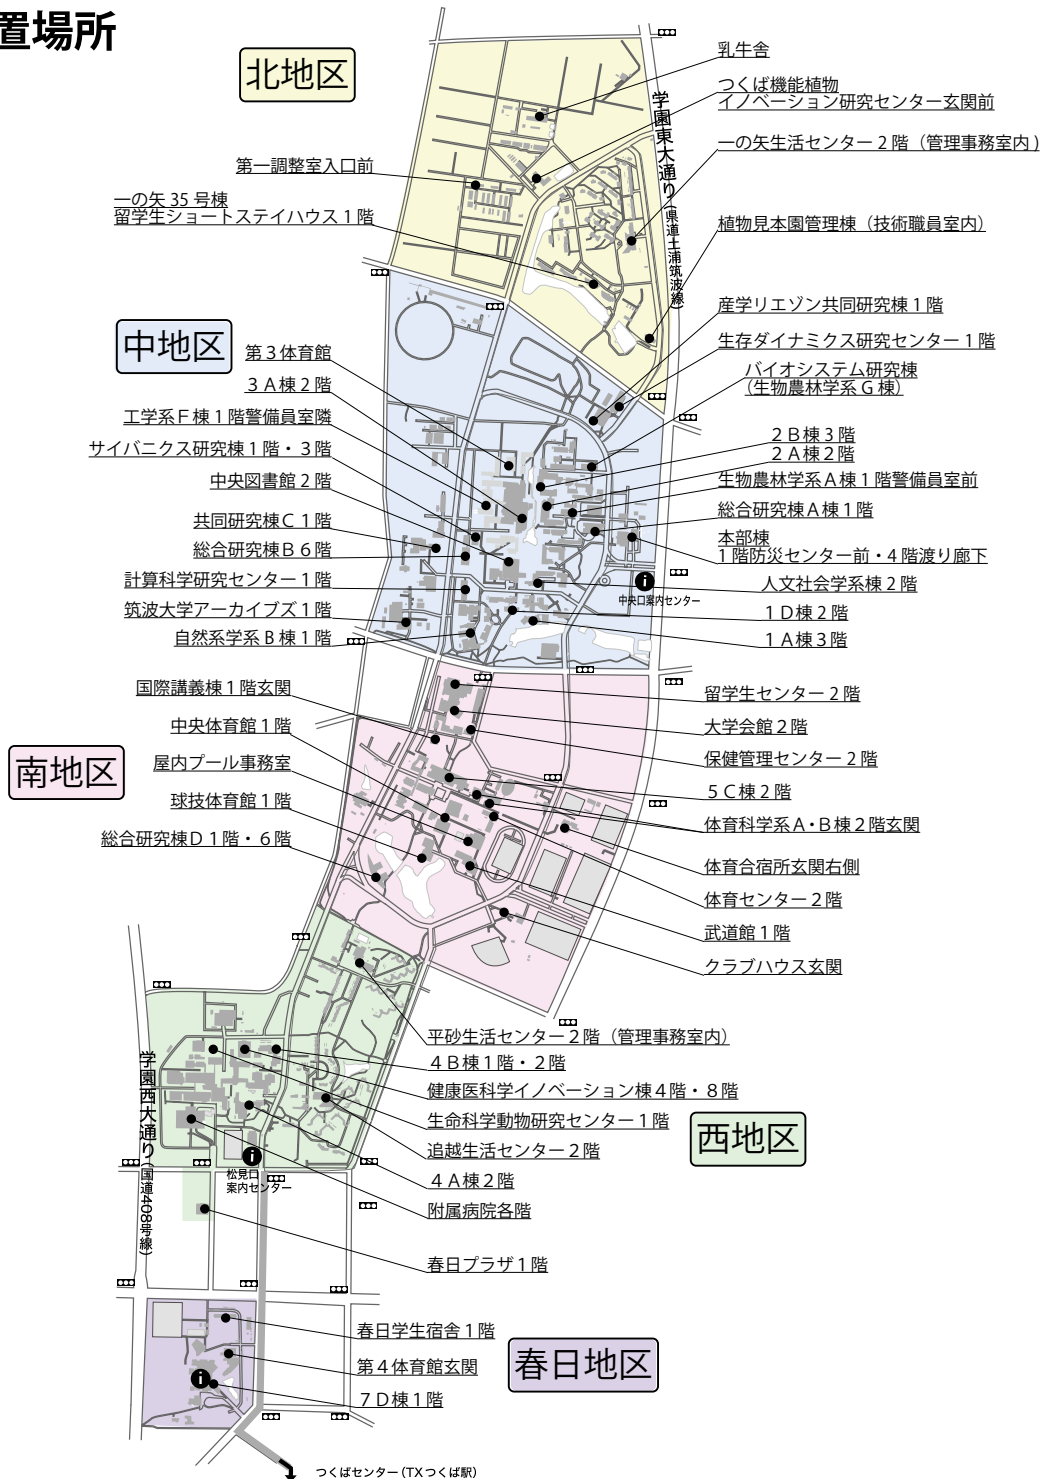 置場所
北地区
乳牛舎
つくば機能植物
イノベーション研究センター玄関前
学園東大通り(県道土浦筑波線)
一の矢生活センター2階（管理事務室内）
第一調整室入口前
一の矢35号棟
留学生ショートステイハウス1階
植物見本園管理棟（技術職員室内）
産学リエゾン共同研究棟1階
生存ダイナミクス研究センター1階
バイオシステム研究棟
(生物農林学系G棟)
中地区
第3体育館
3A棟2階
工学系F棟1階警備員室隣
サイバニクス研究棟1階・3階
中央図書館2階
共同研究棟C1階
総合研究棟B6階
計算科学研究センター1階
筑波大学アーカイブズ1階
自然系学系B棟1階
2B棟3階
2A棟2階
生物農林学系A棟1階警備員室前
総合研究棟A棟1階
本部棟
1階防災センター前・4階渡り廊下
中央口案内センター
人文社会学系棟2階
1D棟2階
1A棟3階
国際講義棟1階玄関
中央体育館1階
南地区
屋内プール事務室
球技体育館1階
総合研究棟D1階・6階
留学生センター2階
大学会館2階
保健管理センター2階
5C棟2階
体育科学系A・B棟2階玄関
体育合宿所玄関右側
体育センター2階
武道館1階
クラブハウス玄関
平砂生活センター2階（管理事務室内）
4B棟1階・2階
健康医科学イノベーション棟4階・8階
生命科学動物研究センター1階
追越生活センター2階
4A棟2階
附属病院各階
西地区
学園西大通り(国道408号線)
松見口
案内センター
春日プラザ1階
春日学生宿舎1階
第4体育館玄関
7D棟1階
春日地区
つくばセンター(TXつくば駅)